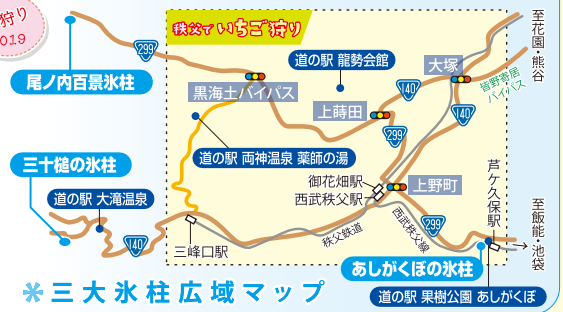 狩り
2019
秩父で いちご狩り
至花園・熊谷
299
尾ノ内百景氷柱
道の駅 龍勢会館
大塚
皆野寄居
バイパス
140
黒海土バイパス
上蒔田
140
299
三十槌の氷柱
道の駅 両神温泉 薬師の湯
道の駅 大滝温泉
御花畑駅
西武秩父駅
上野町
芦ケ久保駅
至飯能・池袋
140
三峰口駅
秩父鉄道
西武秩父線
299
あしがくぼの氷柱
道の駅 果樹公園 あしがくぼ
＊三大氷柱広域マップ